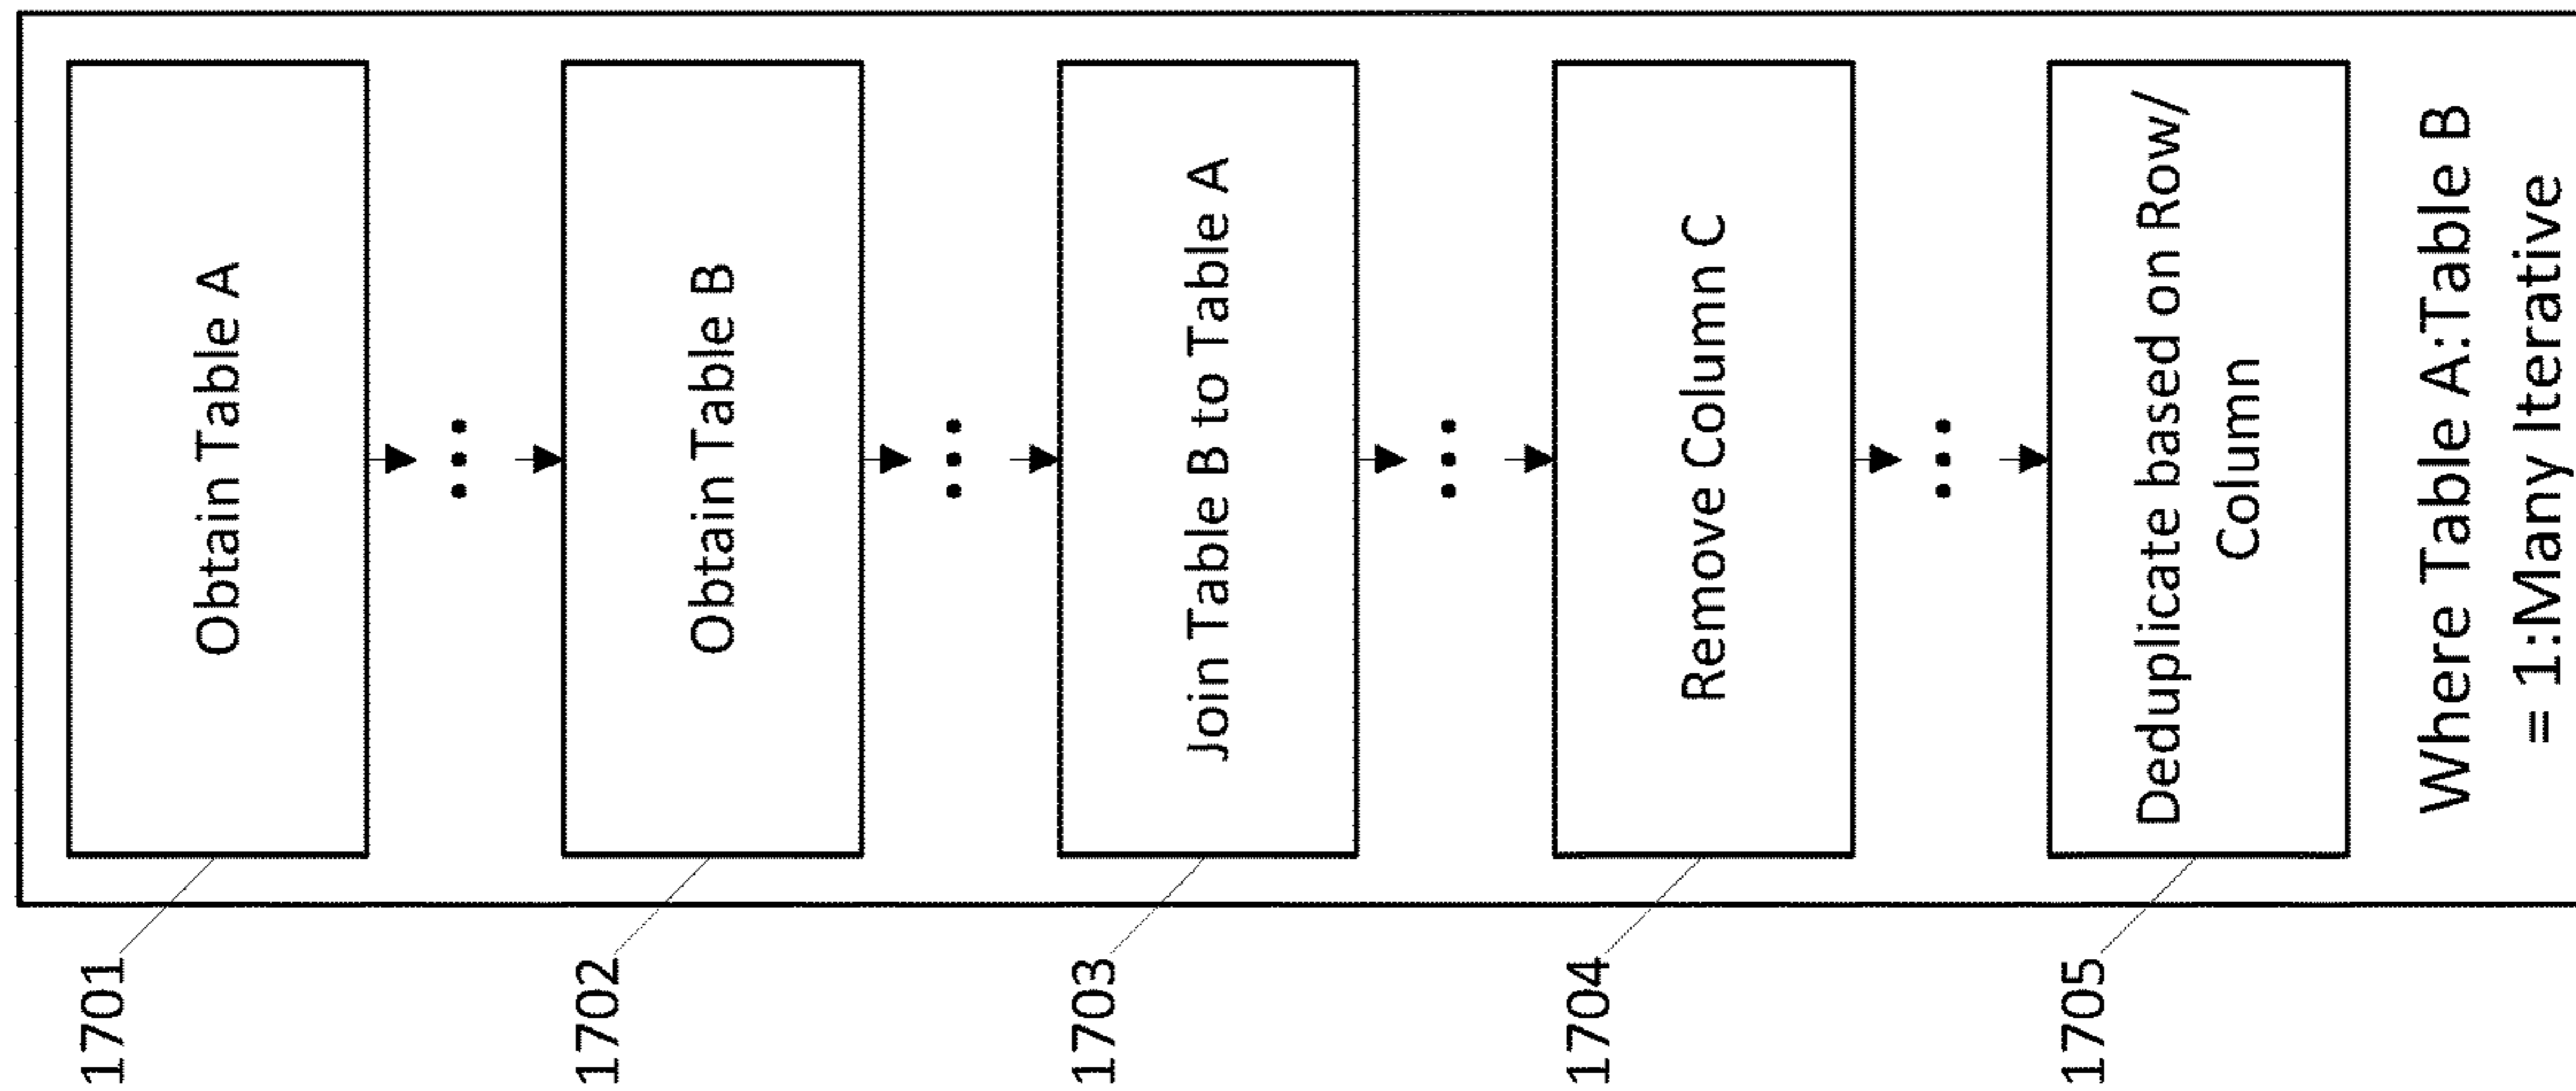 1701
Obtain Table A
1702
Obtain Table B
1703
Join Table B to Table A
1704
Remove Column C
1705
Deduplicate based on Row/
Column
Where Table A:Table B
= 1:Many Iterative